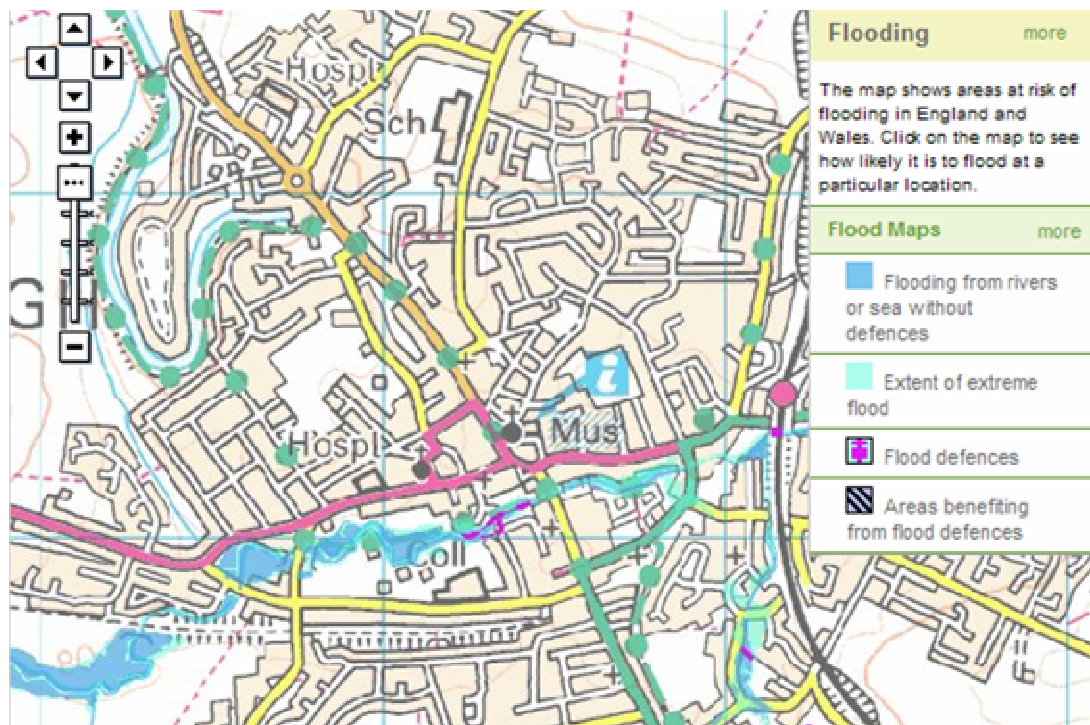 Flooding more
The map shows areas at risk of
flooding in England and
Wales. Click on the map to see
how likely it is to flood at a
particular location.
Flood Maps more
Flooding from rivers
or sea without
defences
Extent of extreme
flood
Flood defences
Areas benefiting
from flood defences
Hospl
Sch
i
Mus
Hospl
Coll
80